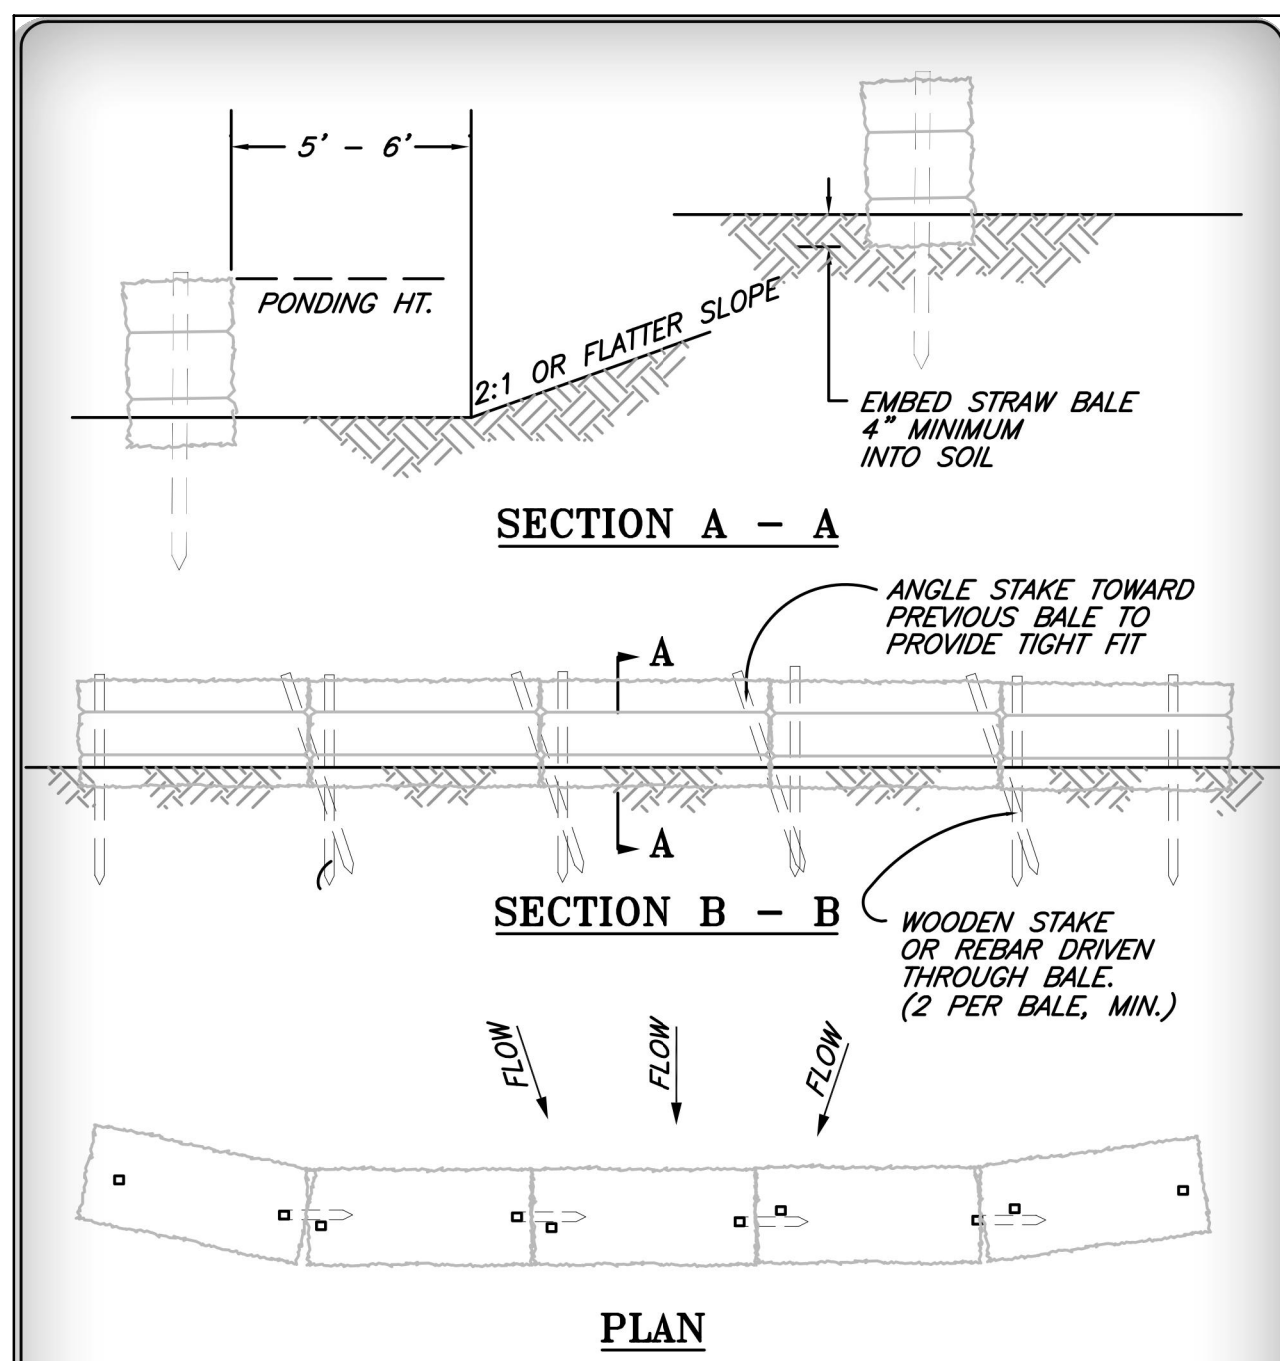 5' - 6'
PONDING HT.
2:1 OR FLATTER SLOPE
EMBED STRAW BALE
4" MINIMUM
INTO SOIL
SECTION A - A
ANGLE STAKE TOWARD
PREVIOUS BALE TO
PROVIDE TIGHT FIT
A
A
SECTION B - B
WOODEN STAKE
OR REBAR DRIVEN
THROUGH BALE.
(2 PER BALE, MIN.)
FLOW
FLOW
FLOW
PLAN